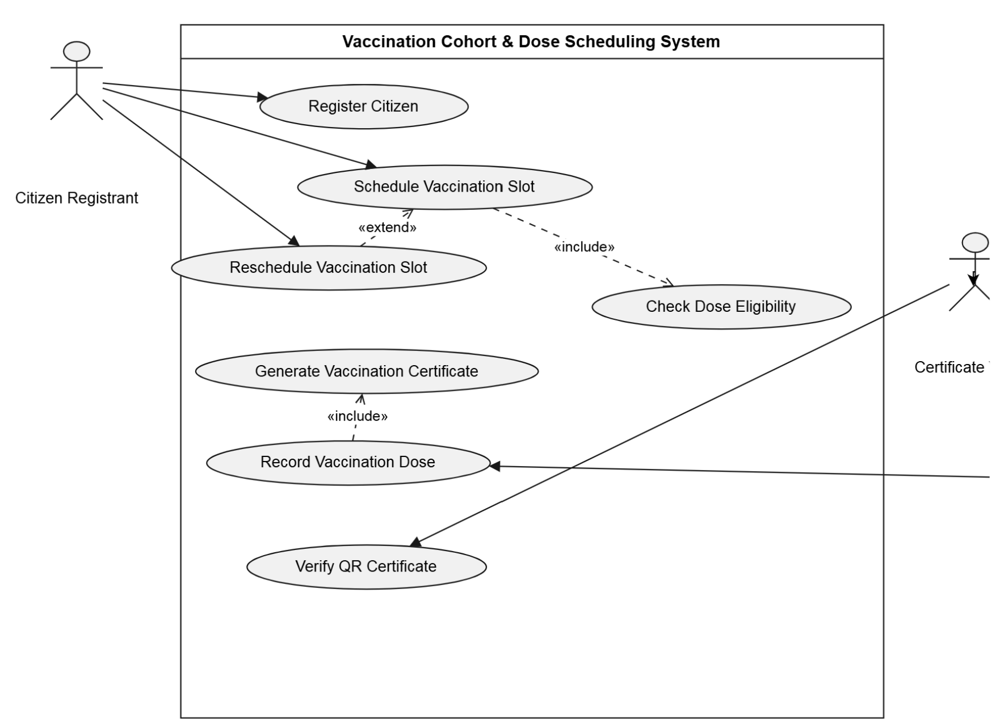 Vaccination Cohort & Dose Scheduling System
Register Citizen
Schedule Vaccination Slot
Citizen Registrant
«extend»
«include»
Reschedule Vaccination Slot
Check Dose Eligibility
Generate Vaccination Certificate
Certificate
«include»
Record Vaccination Dose
Verify QR Certificate